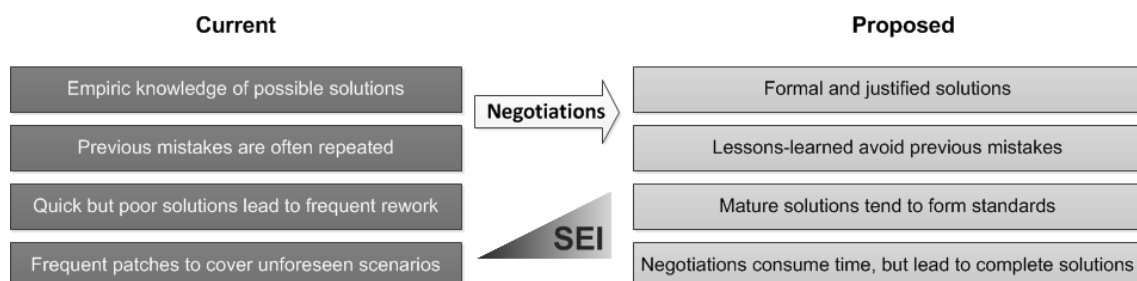 Current
Proposed
Empiric knowledge of possible solutions
Negotiations
Formal and justified solutions
Previous mistakes are often repeated
Lessons-learned avoid previous mistakes
Quick but poor solutions lead to frequent rework
SEI
Mature solutions tend to form standards
Frequent patches to cover unforeseen scenarios
Negotiations consume time, but lead to complete solutions